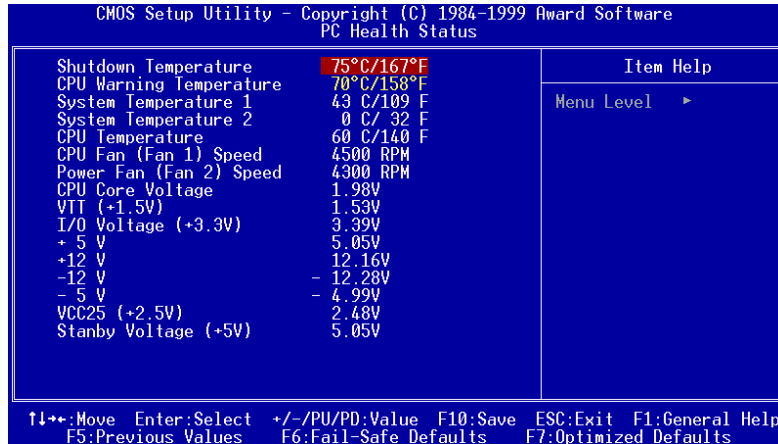 CMOS Setup Utility - Copyright (C) 1984-1999 Award Software
PC Health Status
Shutdown Temperature 75°C/167°F
CPU Warning Temperature 70°C/158°F
System Temperature 1 43 C/109 F
System Temperature 2 0 C/ 32 F
CPU Temperature 60 C/140 F
CPU Fan (Fan 1) Speed 4500 RPM
Power Fan (Fan 2) Speed 4300 RPM
CPU Core Voltage 1.98V
VTT (+1.5V) 1.53V
I/O Voltage (+3.3V) 3.39V
+ 5 V 5.05V
+12 V 12.16V
-12 V - 12.28V
- 5 V - 4.99V
VCC25 (+2.5V) 2.48V
Stanby Voltage (+5V) 5.05V
Item Help
Menu Level ►
↑↓→←:Move Enter:Select +/-/PU/PD:Value F10:Save ESC:Exit F1:General Help
F5:Previous Values F6:Fail-Safe Defaults F7:Optimized Defaults